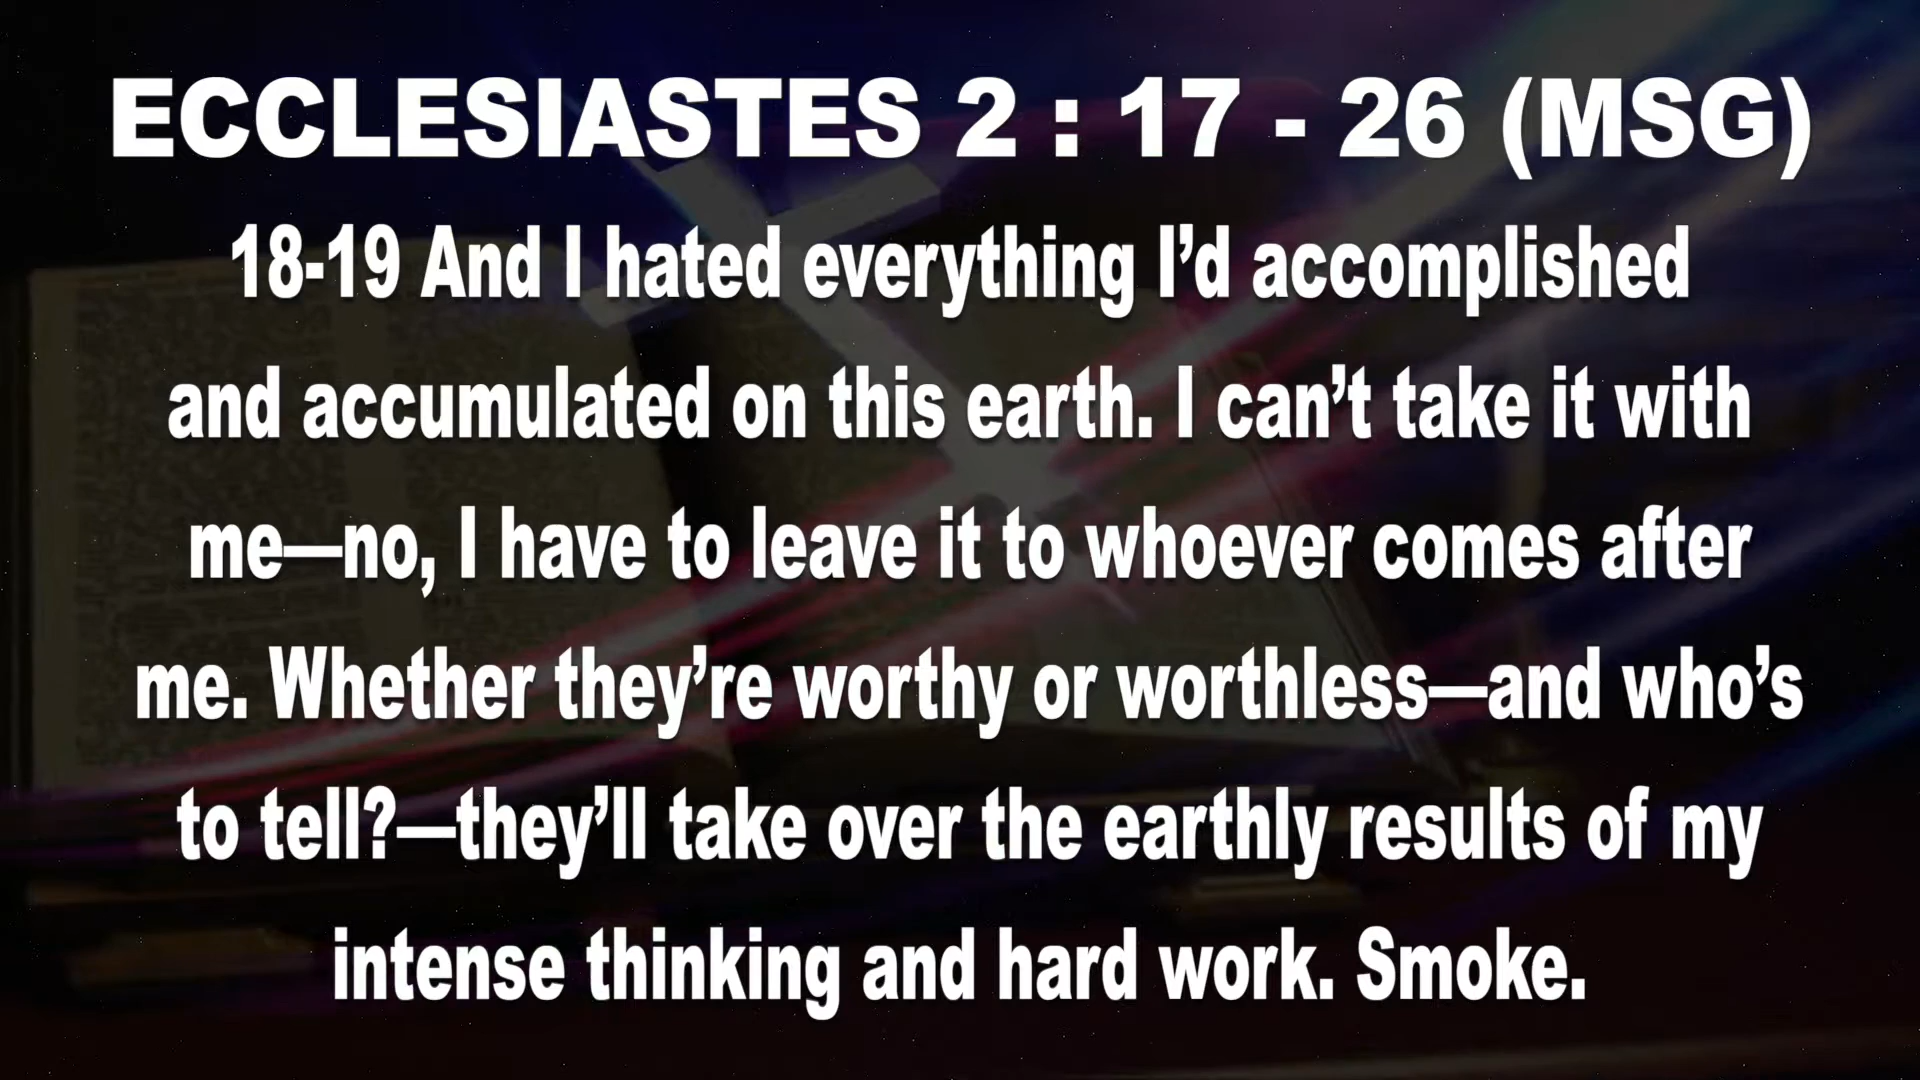 ECCLESIASTES 2 : 17 - 26 (MSG)
18-19 And I hated everything I’d accomplished
and accumulated on this earth. I can’t take it with
me—no, I have to leave it to whoever comes after
me. Whether they’re worthy or worthless—and who’s
to tell?—they’ll take over the earthly results of my
intense thinking and hard work. Smoke.